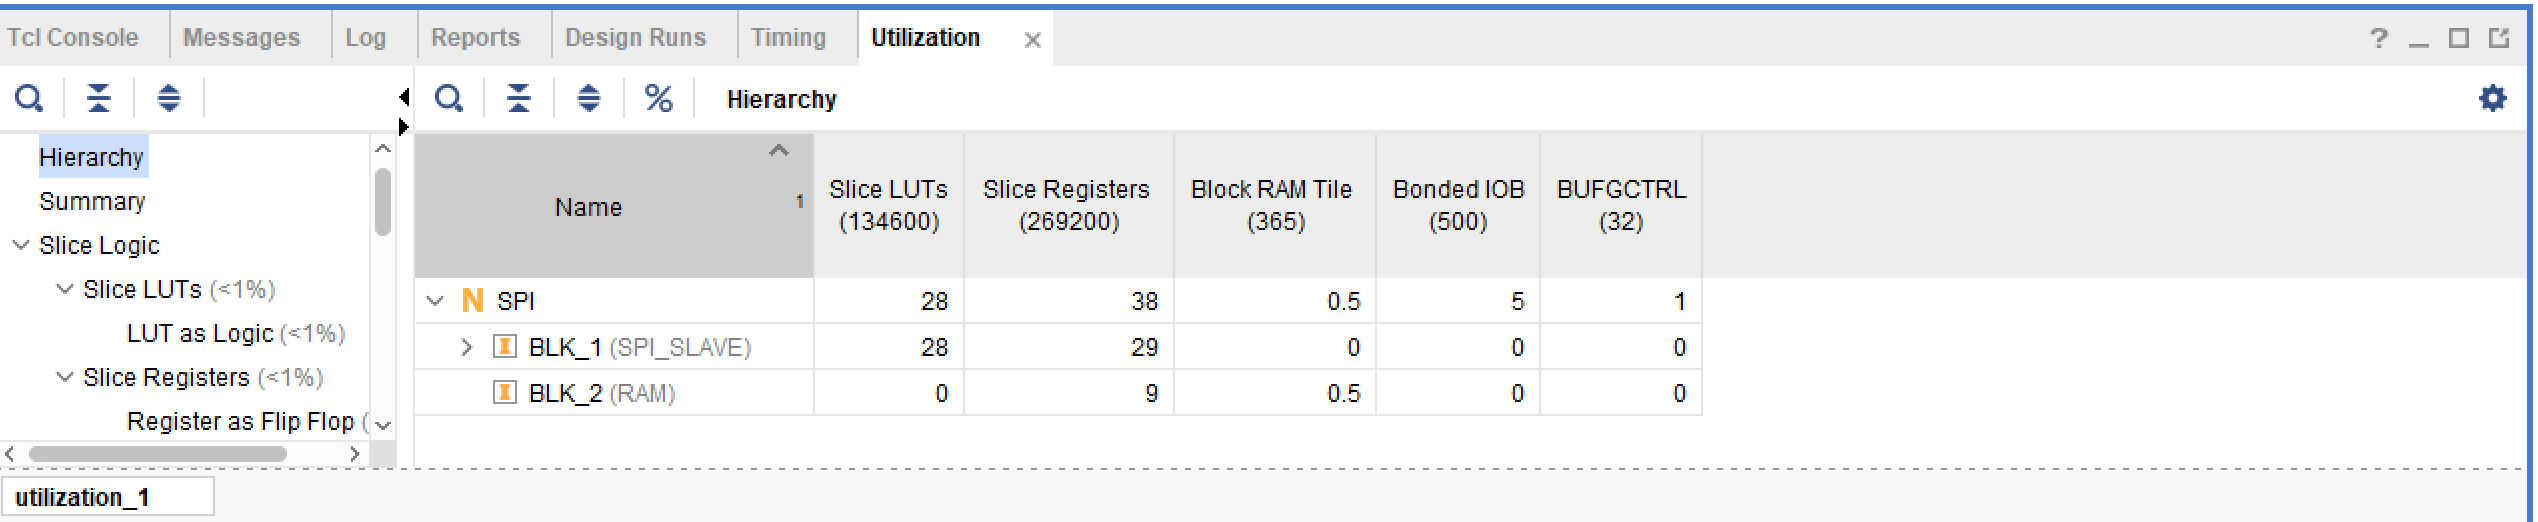 Tcl Console Messages Log Reports Design Runs Timing Utilization
Hierarchy
Hierarchy
Summary
Slice Logic
Slice LUTs (<1%)
LUT as Logic (<1%)
Slice Registers (<1%)
Register as Flip Flop (
Name 1 Slice LUTs (134600) Slice Registers (269200) Block RAM Tile (365) Bonded IOB (500) BUFGCTRL (32)
N SPI 28 38 0.5 5 1
I BLK_1 (SPI_SLAVE) 28 29 0 0 0
I BLK_2 (RAM) 0 9 0.5 0 0
utilization_1